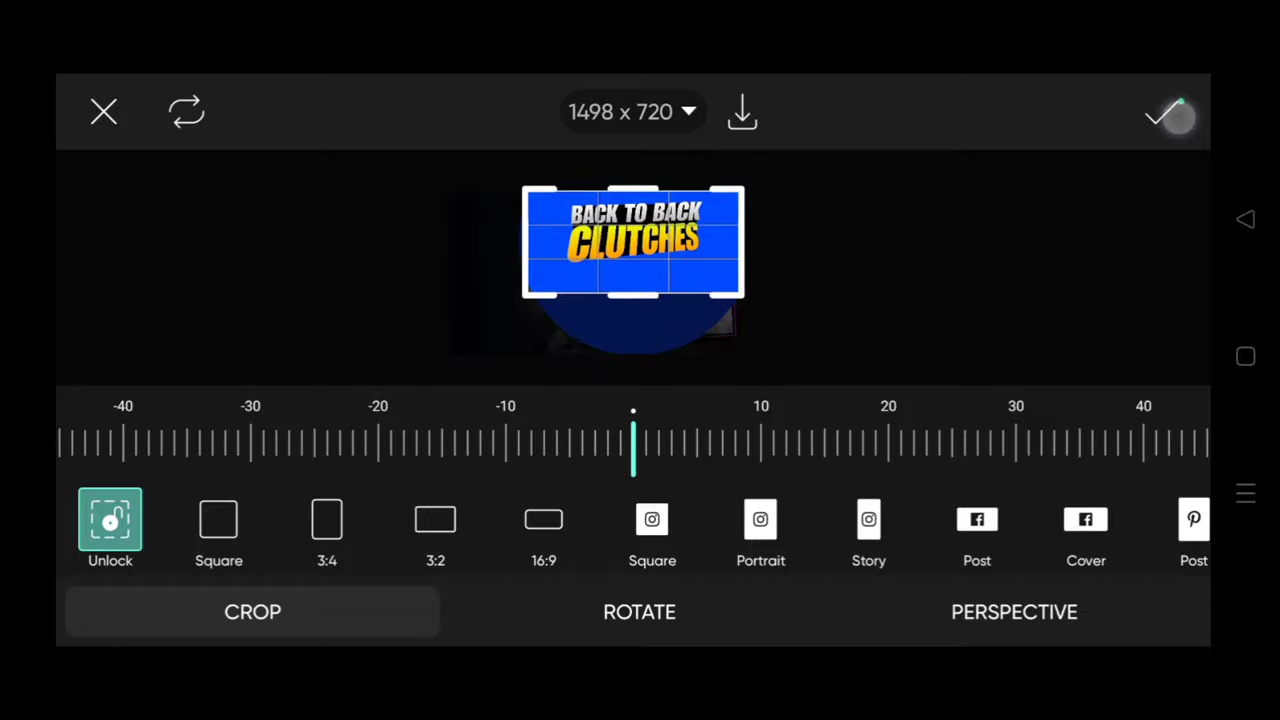 1498 x 720
BACK TO BACK
CLUTCHES
-40 -30 -20 -10 10 20 30 40
Unlock Square 3:4 3:2 16:9 Square Portrait Story Post Cover Post
CROP ROTATE PERSPECTIVE